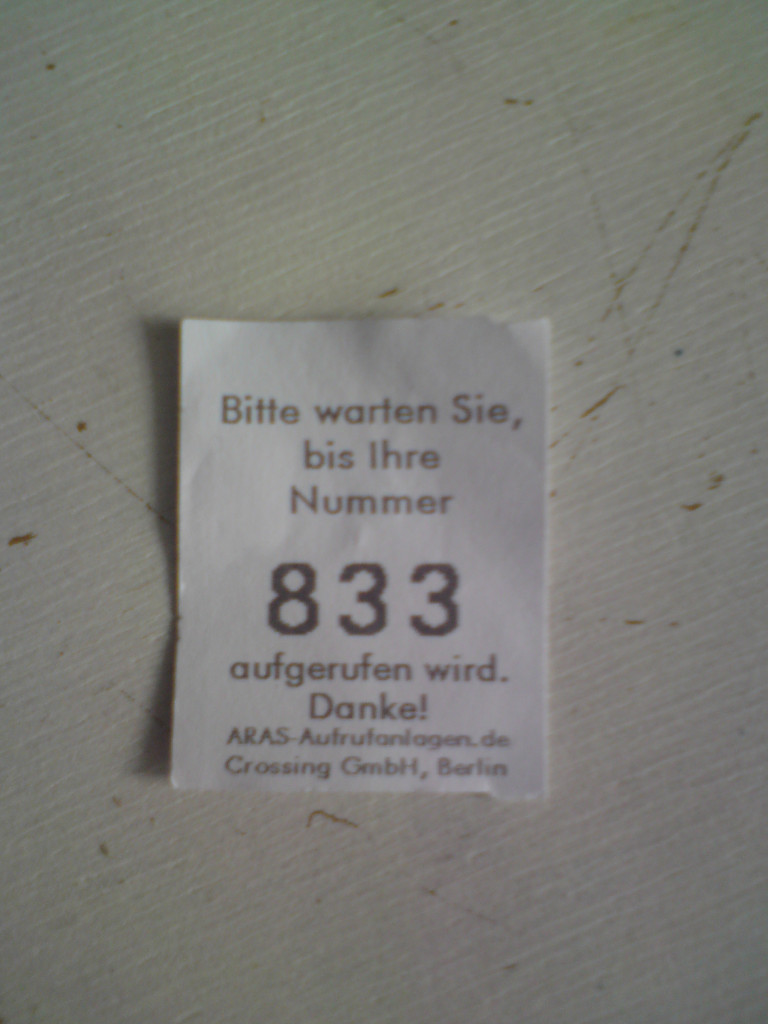 Bitte warten Sie,
bis Ihre
Nummer
833
aufgerufen wird.
Danke!
ARAS-Aufrufanlagen.de
Crossing GmbH, Berlin